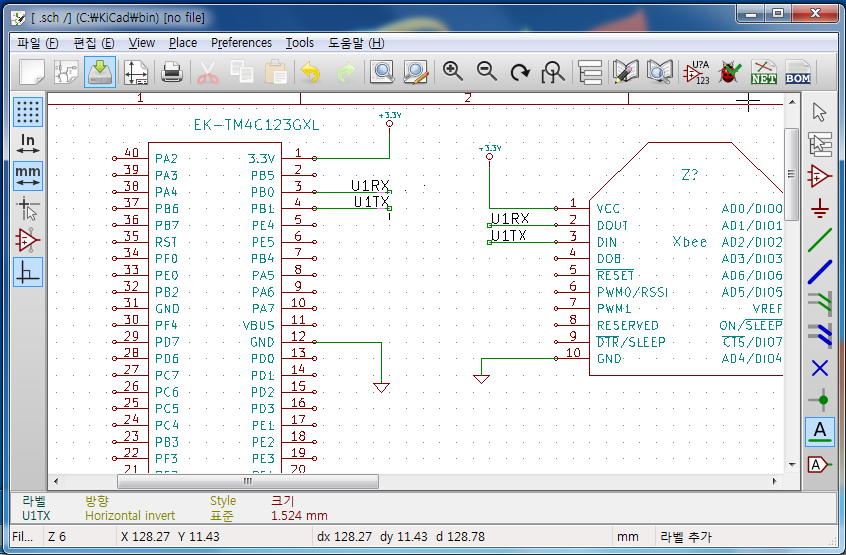 [ .sch /] (C:₩KiCad₩bin) [no file]
파일 (F) 편집 (E) View Place Preferences Tools 도움말 (H)
U?A
123
NET
BOM
In
mm
A
A
1
2
EK-TM4C123GXL
+3.3V
40 PA2 3.3V 1
39 PA3 PB5 2
38 PA4 PB0 3 U1RX
37 PB6 PB1 4 U1TX
36 PB7 PE4 5
35 RST PE5 6
34 PF0 PB4 7
33 PE0 PA5 8
32 PB2 PA6 9
31 GND PA7 10
30 PF4 VBUS 11
29 PD7 GND 12
28 PD6 PD0 13
27 PC7 PD1 14
26 PC6 PD2 15
25 PC5 PD3 16
24 PC4 PE1 17
23 PB3 PE2 18
22 PF3 PE3 19
21 20
+3.3V
Z?
Xbee
1 VCC AD0/DIO0
U1RX 2 DOUT AD1/DIO1
U1TX 3 DIN AD2/DIO2
4 DO8 AD3/DIO3
5 RESET AD6/DIO6
6 PWM0/RSSI AD5/DIO5
7 PWM1 VREF
8 RESERVED ON/SLEEP
9 DTR/SLEEP CTS/DIO7
10 GND AD4/DIO4
라벨 방향 Style 크기
U1TX Horizontal invert 표준 1.524 mm
Fil... Z 6 X 128.27 Y 11.43 dx 128.27 dy 11.43 d 128.78 mm 라벨 추가